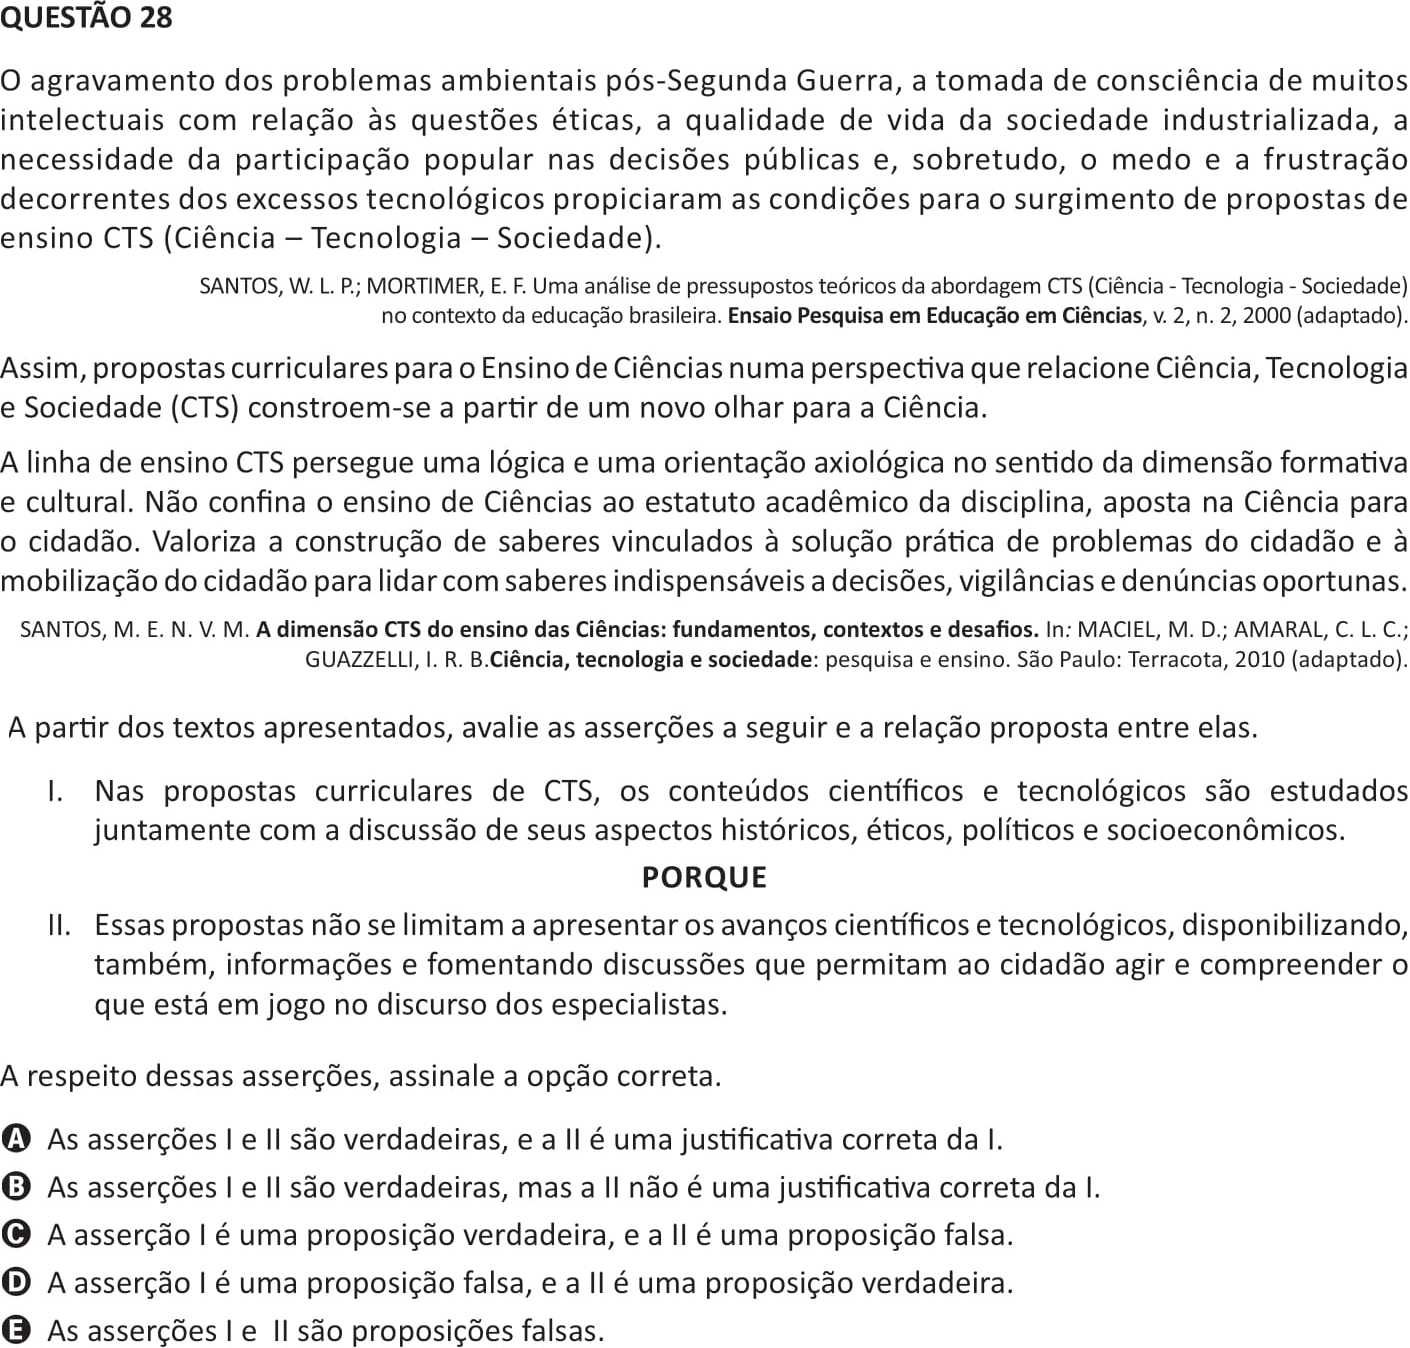 QUESTÃO 28
O agravamento dos problemas ambientais pós-Segunda Guerra, a tomada de consciência de muitos
intelectuais com relação às questões éticas, a qualidade de vida da sociedade industrializada, a
necessidade da participação popular nas decisões públicas e, sobretudo, o medo e a frustração
decorrentes dos excessos tecnológicos propiciaram as condições para o surgimento de propostas de
ensino CTS (Ciência – Tecnologia – Sociedade).
SANTOS, W. L. P.; MORTIMER, E. F. Uma análise de pressupostos teóricos da abordagem CTS (Ciência - Tecnologia - Sociedade)
no contexto da educação brasileira. Ensaio Pesquisa em Educação em Ciências, v. 2, n. 2, 2000 (adaptado).
Assim, propostas curriculares para o Ensino de Ciências numa perspectiva que relacione Ciência, Tecnologia
e Sociedade (CTS) constroem-se a partir de um novo olhar para a Ciência.
A linha de ensino CTS persegue uma lógica e uma orientação axiológica no sentido da dimensão formativa
e cultural. Não confina o ensino de Ciências ao estatuto acadêmico da disciplina, aposta na Ciência para
o cidadão. Valoriza a construção de saberes vinculados à solução prática de problemas do cidadão e à
mobilização do cidadão para lidar com saberes indispensáveis a decisões, vigilâncias e denúncias oportunas.
SANTOS, M. E. N. V. M. A dimensão CTS do ensino das Ciências: fundamentos, contextos e desafios. In: MACIEL, M. D.; AMARAL, C. L. C.;
GUAZZELLI, I. R. B.Ciência, tecnologia e sociedade: pesquisa e ensino. São Paulo: Terracota, 2010 (adaptado).
A partir dos textos apresentados, avalie as asserções a seguir e a relação proposta entre elas.
I. Nas propostas curriculares de CTS, os conteúdos científicos e tecnológicos são estudados
juntamente com a discussão de seus aspectos históricos, éticos, políticos e socioeconômicos.
PORQUE
II. Essas propostas não se limitam a apresentar os avanços científicos e tecnológicos, disponibilizando,
também, informações e fomentando discussões que permitam ao cidadão agir e compreender o
que está em jogo no discurso dos especialistas.
A respeito dessas asserções, assinale a opção correta.
A As asserções I e II são verdadeiras, e a II é uma justificativa correta da I.
B As asserções I e II são verdadeiras, mas a II não é uma justificativa correta da I.
C A asserção I é uma proposição verdadeira, e a II é uma proposição falsa.
D A asserção I é uma proposição falsa, e a II é uma proposição verdadeira.
E As asserções I e II são proposições falsas.